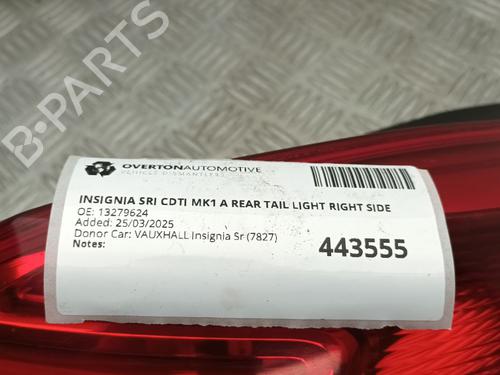 B-Parts
OVERTONAUTOMOTIVE
VEHICLE DISMANTLERS
INSIGNIA SRI CDTI MK1 A REAR TAIL LIGHT RIGHT SIDE
OE: 13279624
Added: 25/03/2025
Donor Car: VAUXHALL Insignia Sr (7827)
Notes:
443555